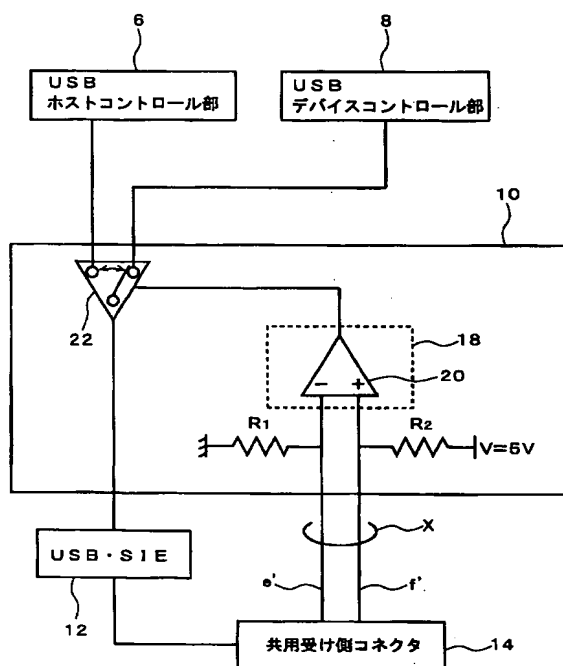 6
8
USB
ホストコントロール部
USB
デバイスコントロール部
10
22
18
20
− +
R1
R2
V=5V
X
USB・SIE
12
e'
f'
共用受け側コネクタ
14